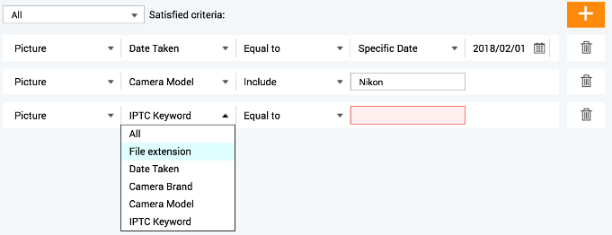 All Satisfied criteria:
Picture Date Taken Equal to Specific Date 2018/02/01
Picture Camera Model Include Nikon
Picture IPTC Keyword Equal to
All
File extension
Date Taken
Camera Brand
Camera Model
IPTC Keyword